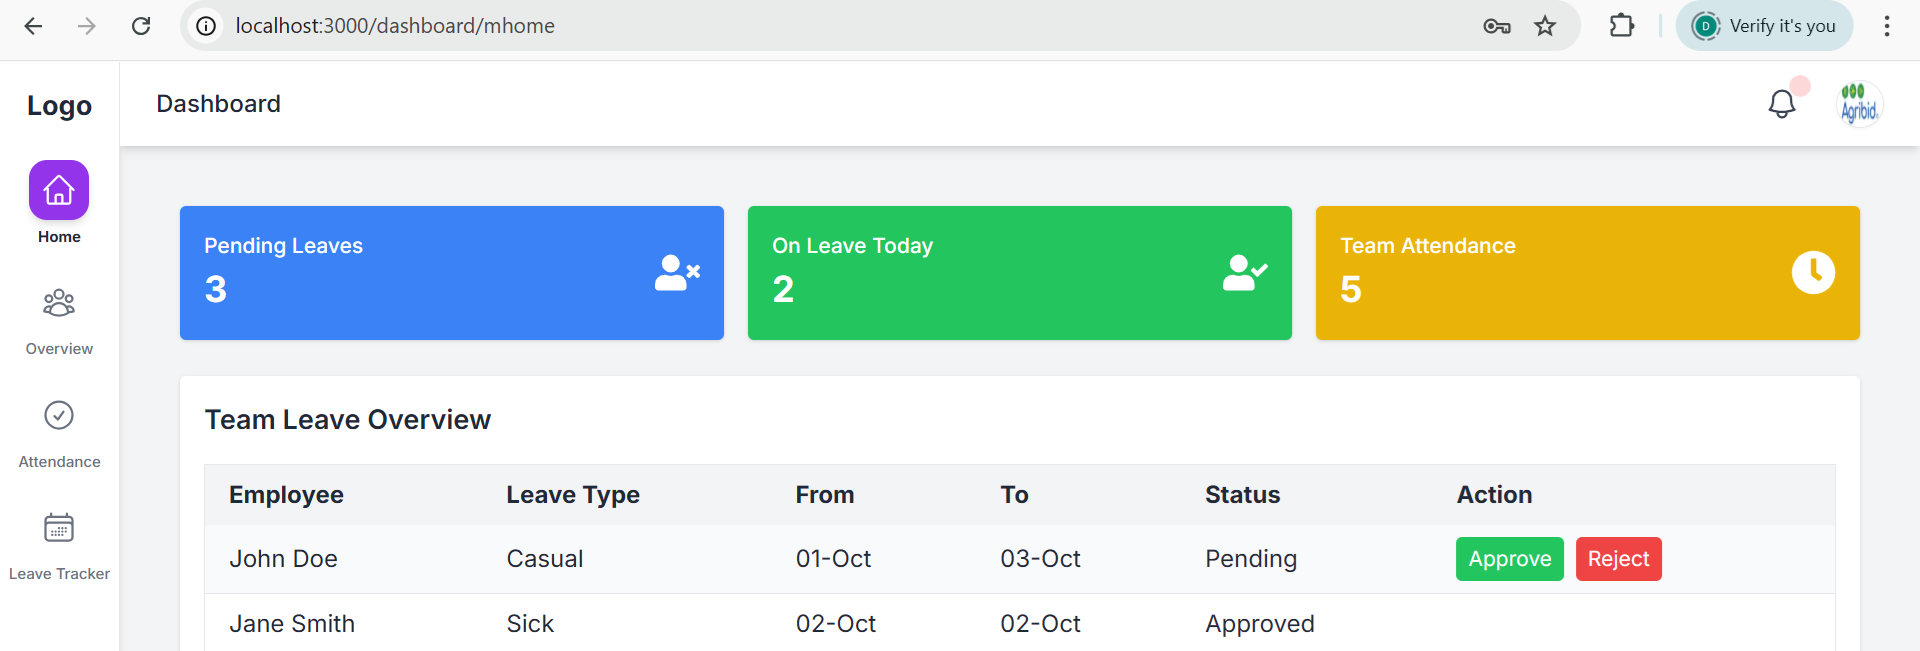 localhost:3000/dashboard/mhome
D Verify it's you
Logo
Dashboard
Agribid
Home
Overview
Attendance
Leave Tracker
Pending Leaves
3
On Leave Today
2
Team Attendance
5
Team Leave Overview
Employee Leave Type From To Status Action
John Doe Casual 01-Oct 03-Oct Pending Approve Reject
Jane Smith Sick 02-Oct 02-Oct Approved